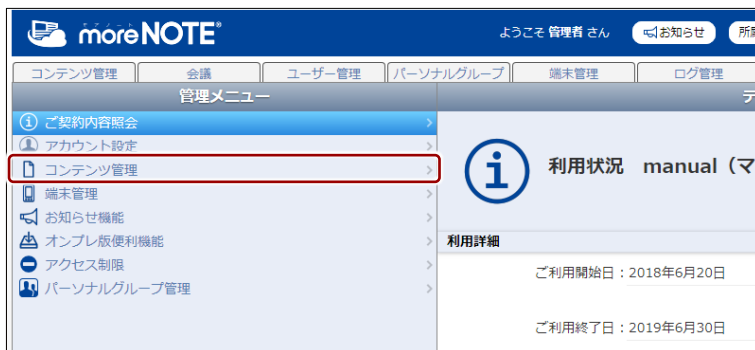 モアノート
moreNOTE®
ようこそ 管理者 さん
お知らせ
所
コンテンツ管理
会議
ユーザー管理
パーソナルグループ
端末管理
ログ管理
管理メニュー
ご契約内容照会
アカウント設定
コンテンツ管理
端末管理
お知らせ機能
オンプレ版便利機能
アクセス制限
パーソナルグループ管理
利用状況 manual（マ
利用詳細
ご利用開始日：2018年6月20日
ご利用終了日：2019年6月30日